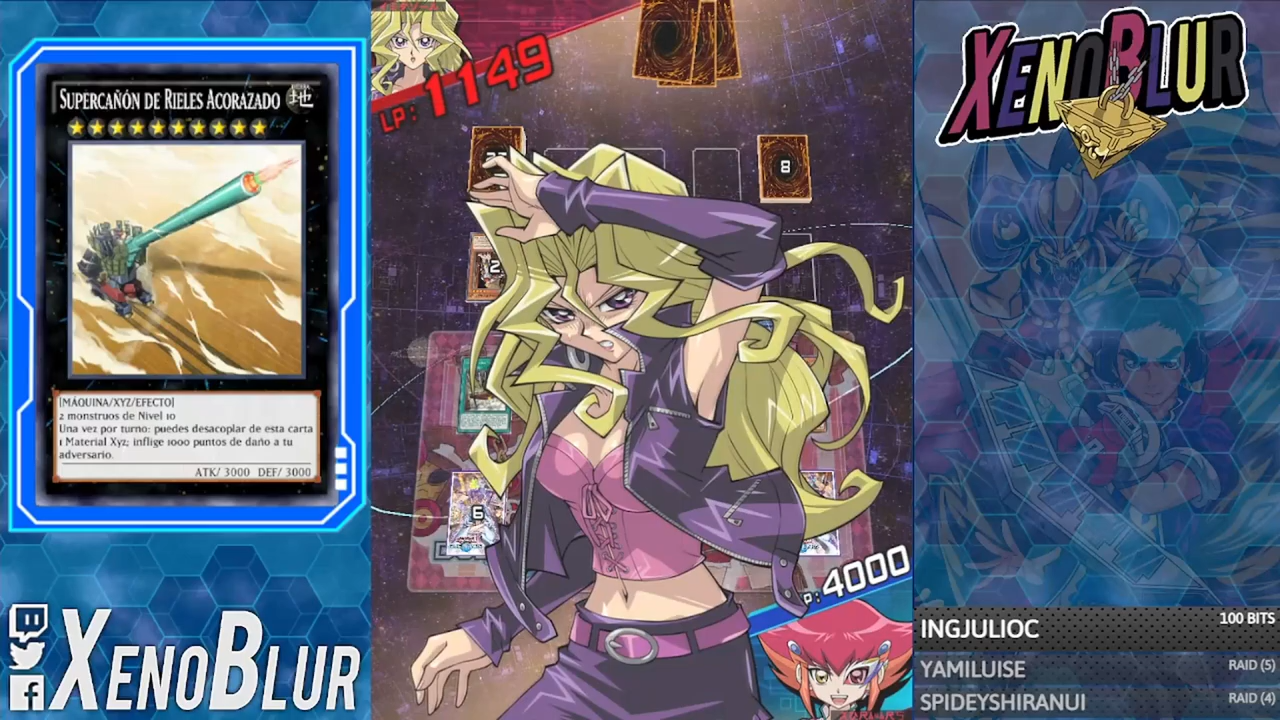 SUPERCAÑÓN DE RIELES ACORAZADO
地
[MÁQUINA/XYZ/EFECTO]
2 monstruos de Nivel 10
Una vez por turno: puedes desacoplar de esta carta
1 Material Xyz; inflige 1000 puntos de daño a tu
adversario.
ATK/ 3000 DEF/ 3000
XENOBLUR
LP: 1149
8
2
6
4000
XENOBLUR
INGJULIOC 100 BITS
YAMILUISE RAID (5)
SPIDEYSHIRANUI RAID (4)